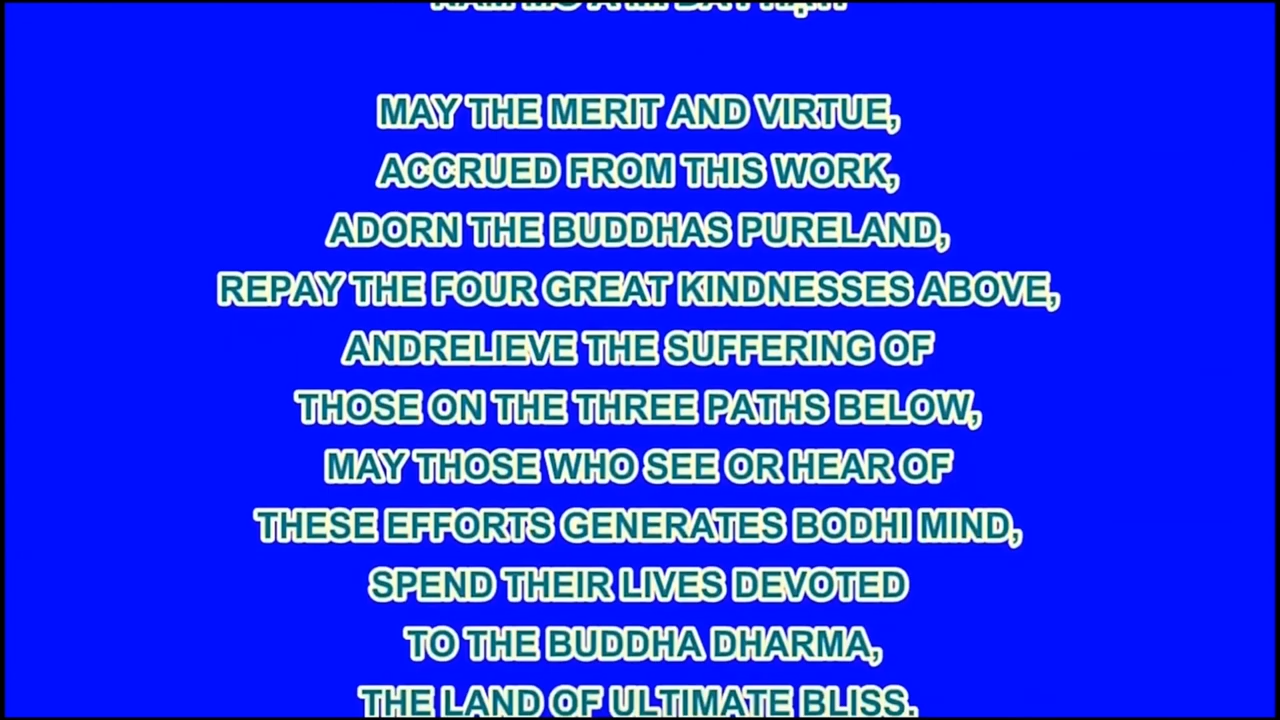 MAY THE MERIT AND VIRTUE,
ACCRUED FROM THIS WORK,
ADORN THE BUDDHAS PURELAND,
REPAY THE FOUR GREAT KINDNESSES ABOVE,
ANDRELIEVE THE SUFFERING OF
THOSE ON THE THREE PATHS BELOW,
MAY THOSE WHO SEE OR HEAR OF
THESE EFFORTS GENERATES BODHI MIND,
SPEND THEIR LIVES DEVOTED
TO THE BUDDHA DHARMA,
THE LAND OF ULTIMATE BLISS.